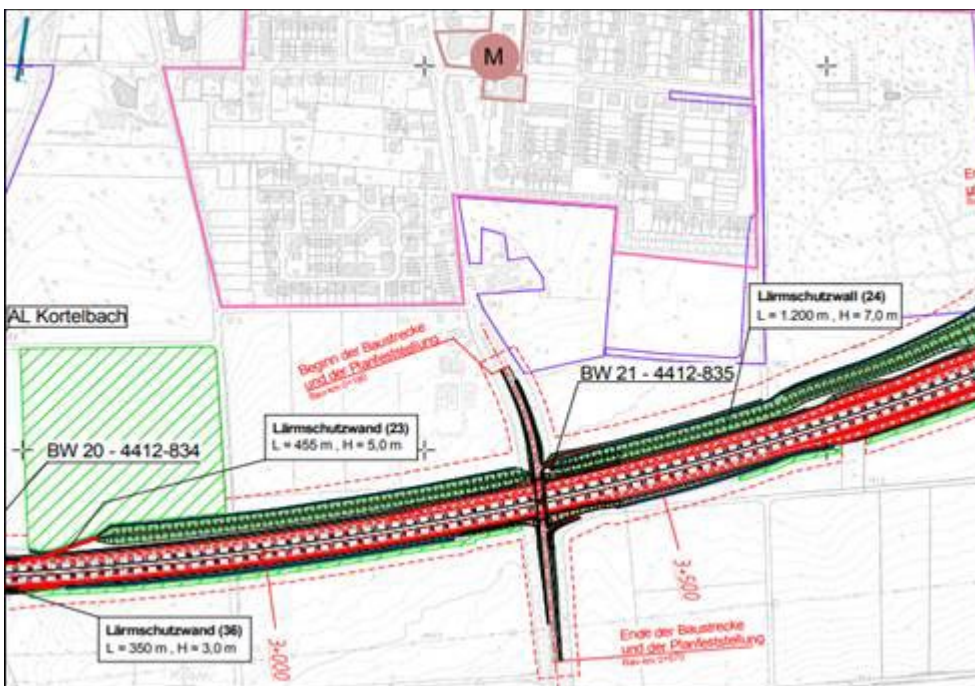 M
Lärmschutzwall (24)
L = 1.200 m , H = 7,0 m
AL Kortelbach
Beginn der Baustrecke
und der Planfeststellung
BW 21 - 4412-835
Lärmschutzwand (23)
L = 455 m , H = 5,0 m
BW 20 - 4412-834
3+500
Lärmschutzwand (36)
L = 350 m , H = 3,0 m
3+000
Ende der Baustrecke
und der Planfeststellung